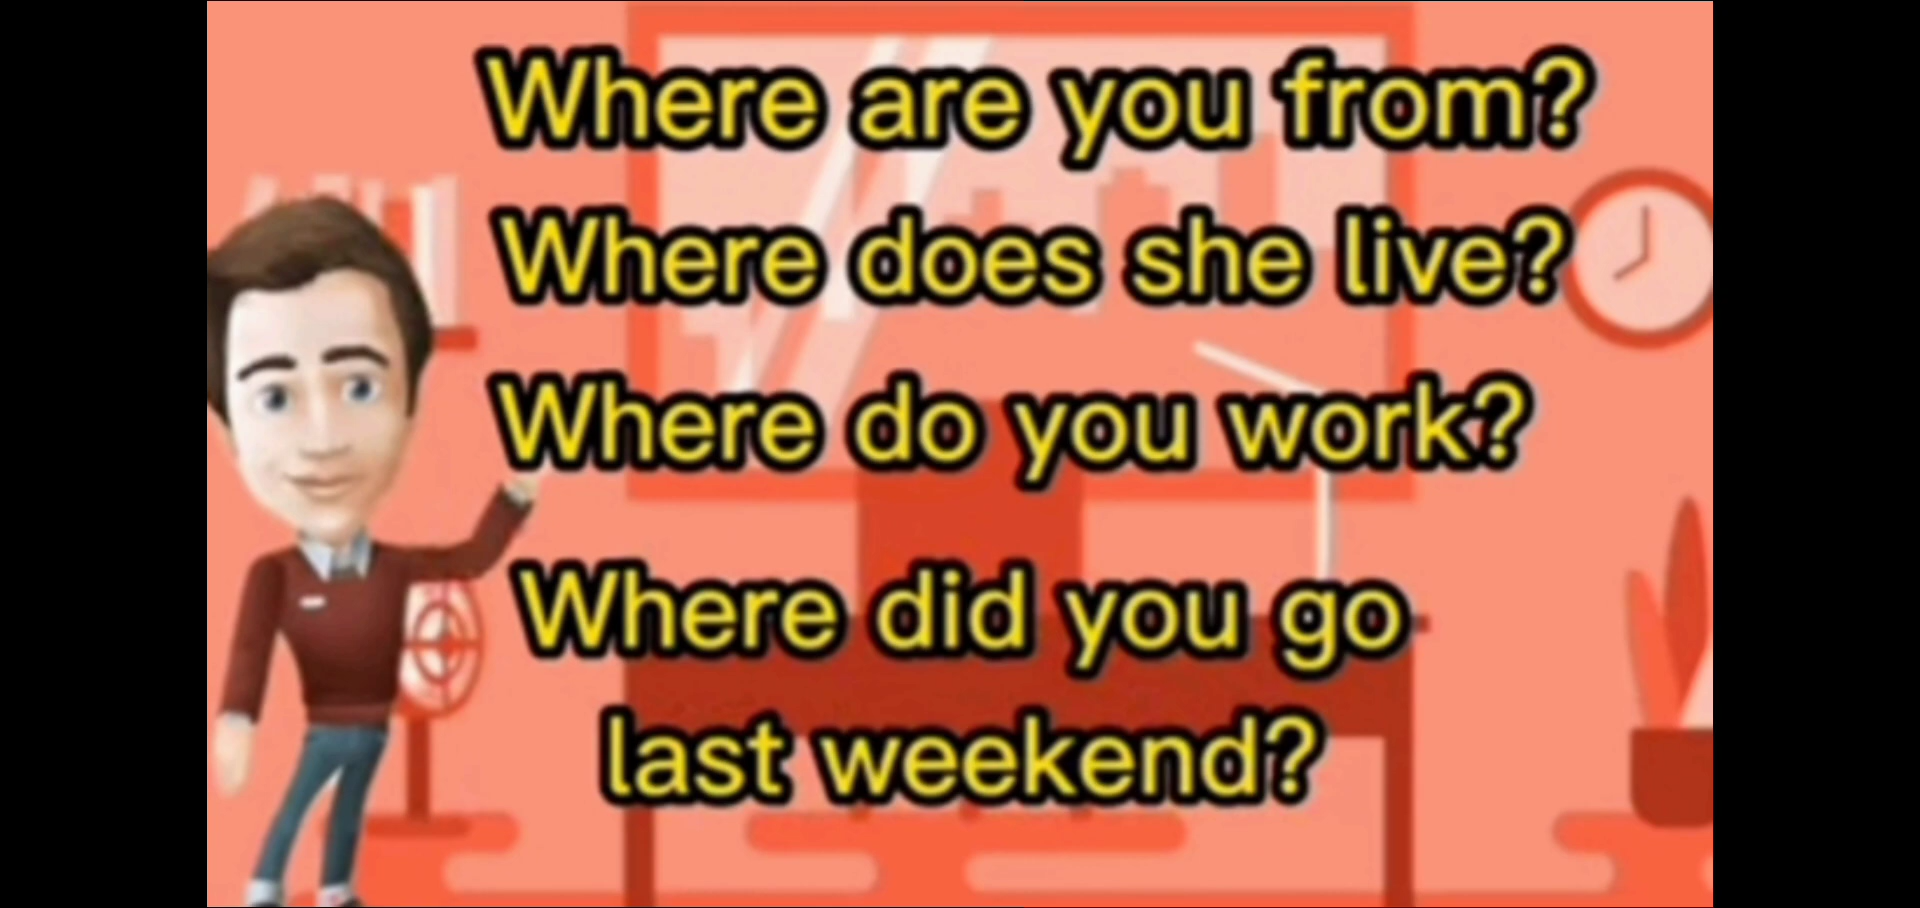 Where are you from?
Where does she live?
Where do you work?
Where did you go
last weekend?